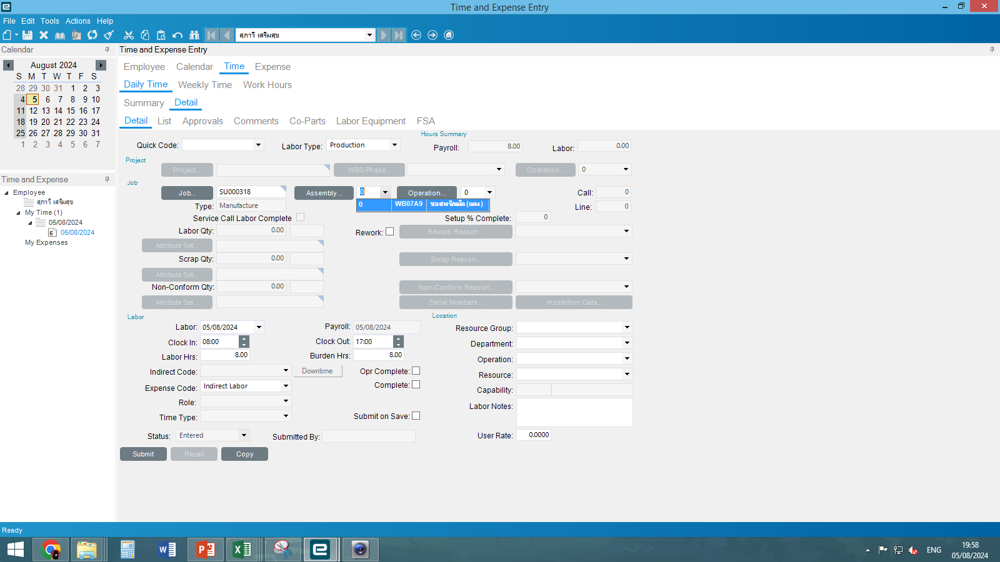 Time and Expense Entry
File Edit Tools Actions Help
สุภาวี เสริมสุข
Calendar
Time and Expense Entry
August 2024
S M T W T F S
28 29 30 31 1 2 3
4 5 6 7 8 9 10
11 12 13 14 15 16 17
18 19 20 21 22 23 24
25 26 27 28 29 30 31
1 2 3 4 5 6 7
Time and Expense
Employee
สุภาวี เสริมสุข
My Time (1)
05/08/2024
05/08/2024
My Expenses
Employee Calendar Time Expense
Daily Time Weekly Time Work Hours
Summary Detail
Detail List Approvals Comments Co-Parts Labor Equipment FSA
Hours Summary
Quick Code: Labor Type: Production Payroll: 8.00 Labor: 0.00
Project
Project... WBS Phase... Operation... 0
Job
Job... SU000318 Assembly... 0 Operation... 0 Call: 0
0 WB07A9 ซอสพริกเผ็ด (แดง)
Type: Manufacture Line: 0
Service Call Labor Complete Setup % Complete: 0
Labor Qty: 0.00 Rework: Rework Reason...
Attribute Set...
Scrap Qty: 0.00 Scrap Reason...
Attribute Set...
Non-Conform Qty: 0.00 Non-Conform Reason...
Attribute Set... Serial Numbers... Inspection Data...
Labor Location
Labor: 05/08/2024 Payroll: 05/08/2024 Resource Group:
Clock In: 08:00 Clock Out: 17:00 Department:
Labor Hrs: 8.00 Burden Hrs: 8.00 Operation:
Indirect Code: Downtime Opr Complete: Resource:
Expense Code: Indirect Labor Complete: Capability:
Role: Labor Notes:
Time Type: Submit on Save:
Status: Entered Submitted By: User Rate: 0.0000
Submit Recall Copy
Ready
ENG
19:58
05/08/2024